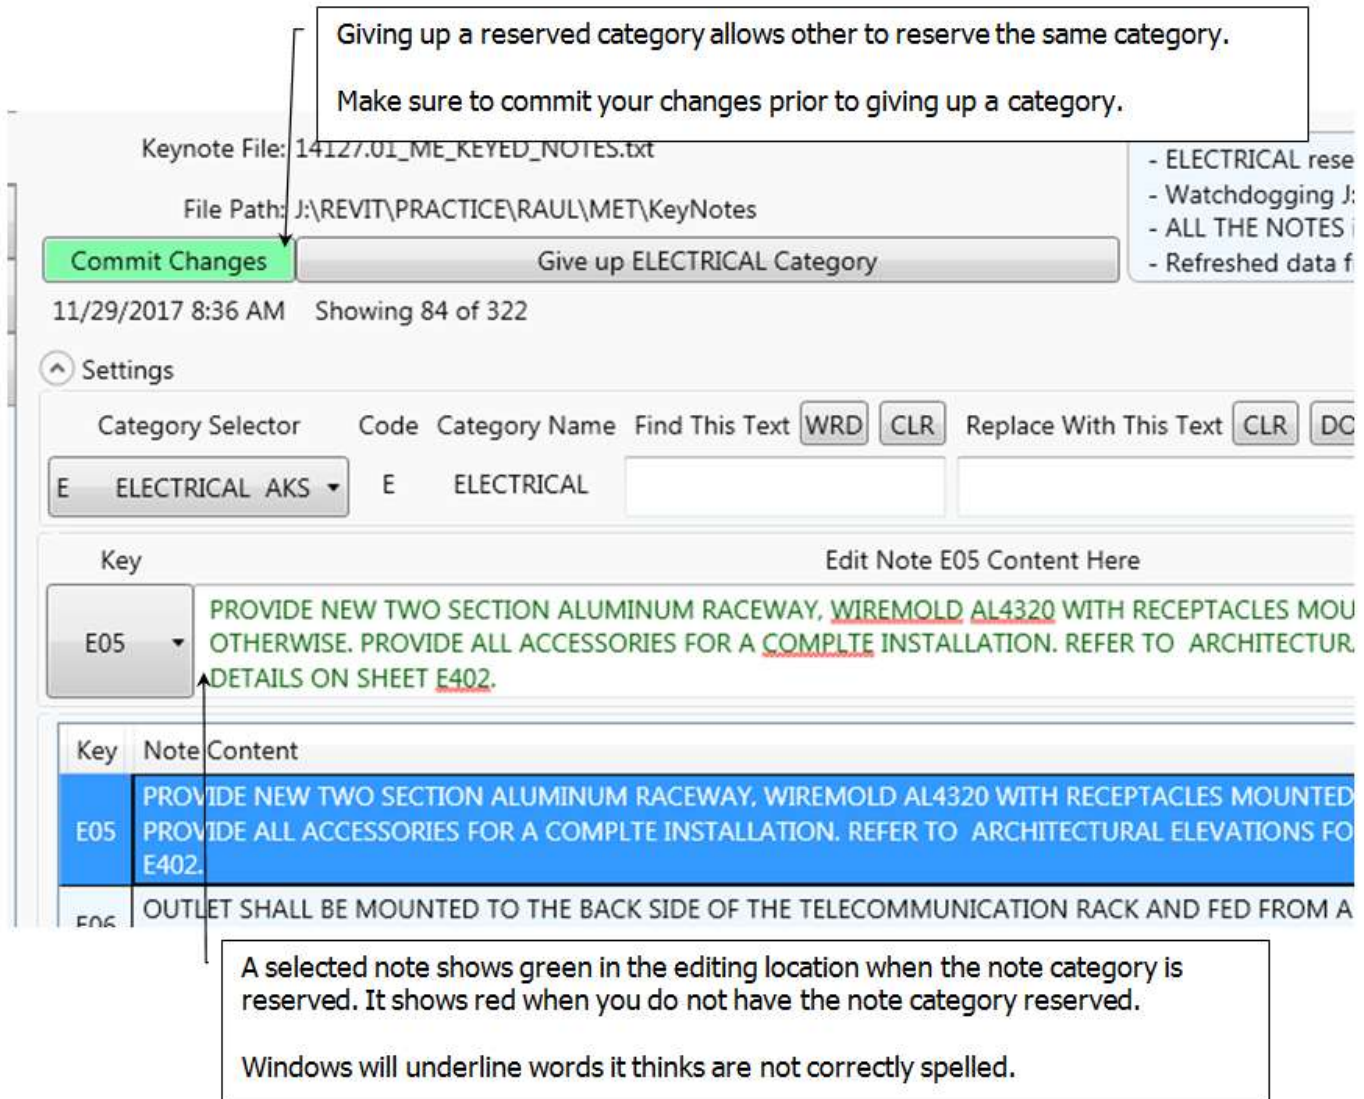 Giving up a reserved category allows other to reserve the same category.
Make sure to commit your changes prior to giving up a category.
Keynote File: 14127.01_ME_KEYED_NOTES.txt
File Path: J:\REVIT\PRACTICE\RAUL\MET\KeyNotes
- ELECTRICAL rese
- Watchdogging J:
- ALL THE NOTES i
- Refreshed data f
Commit Changes Give up ELECTRICAL Category
11/29/2017 8:36 AM Showing 84 of 322
Settings
Category Selector Code Category Name Find This Text WRD CLR Replace With This Text CLR DO
E ELECTRICAL AKS E ELECTRICAL
Key Edit Note E05 Content Here
E05
PROVIDE NEW TWO SECTION ALUMINUM RACEWAY, WIREMOLD AL4320 WITH RECEPTACLES MOU
OTHERWISE. PROVIDE ALL ACCESSORIES FOR A COMPLTE INSTALLATION. REFER TO ARCHITECTUR
DETAILS ON SHEET E402.
Key Note Content
E05
PROVIDE NEW TWO SECTION ALUMINUM RACEWAY, WIREMOLD AL4320 WITH RECEPTACLES MOUNTED
PROVIDE ALL ACCESSORIES FOR A COMPLTE INSTALLATION. REFER TO ARCHITECTURAL ELEVATIONS FO
E402.
E06 OUTLET SHALL BE MOUNTED TO THE BACK SIDE OF THE TELECOMMUNICATION RACK AND FED FROM A
A selected note shows green in the editing location when the note category is
reserved. It shows red when you do not have the note category reserved.
Windows will underline words it thinks are not correctly spelled.